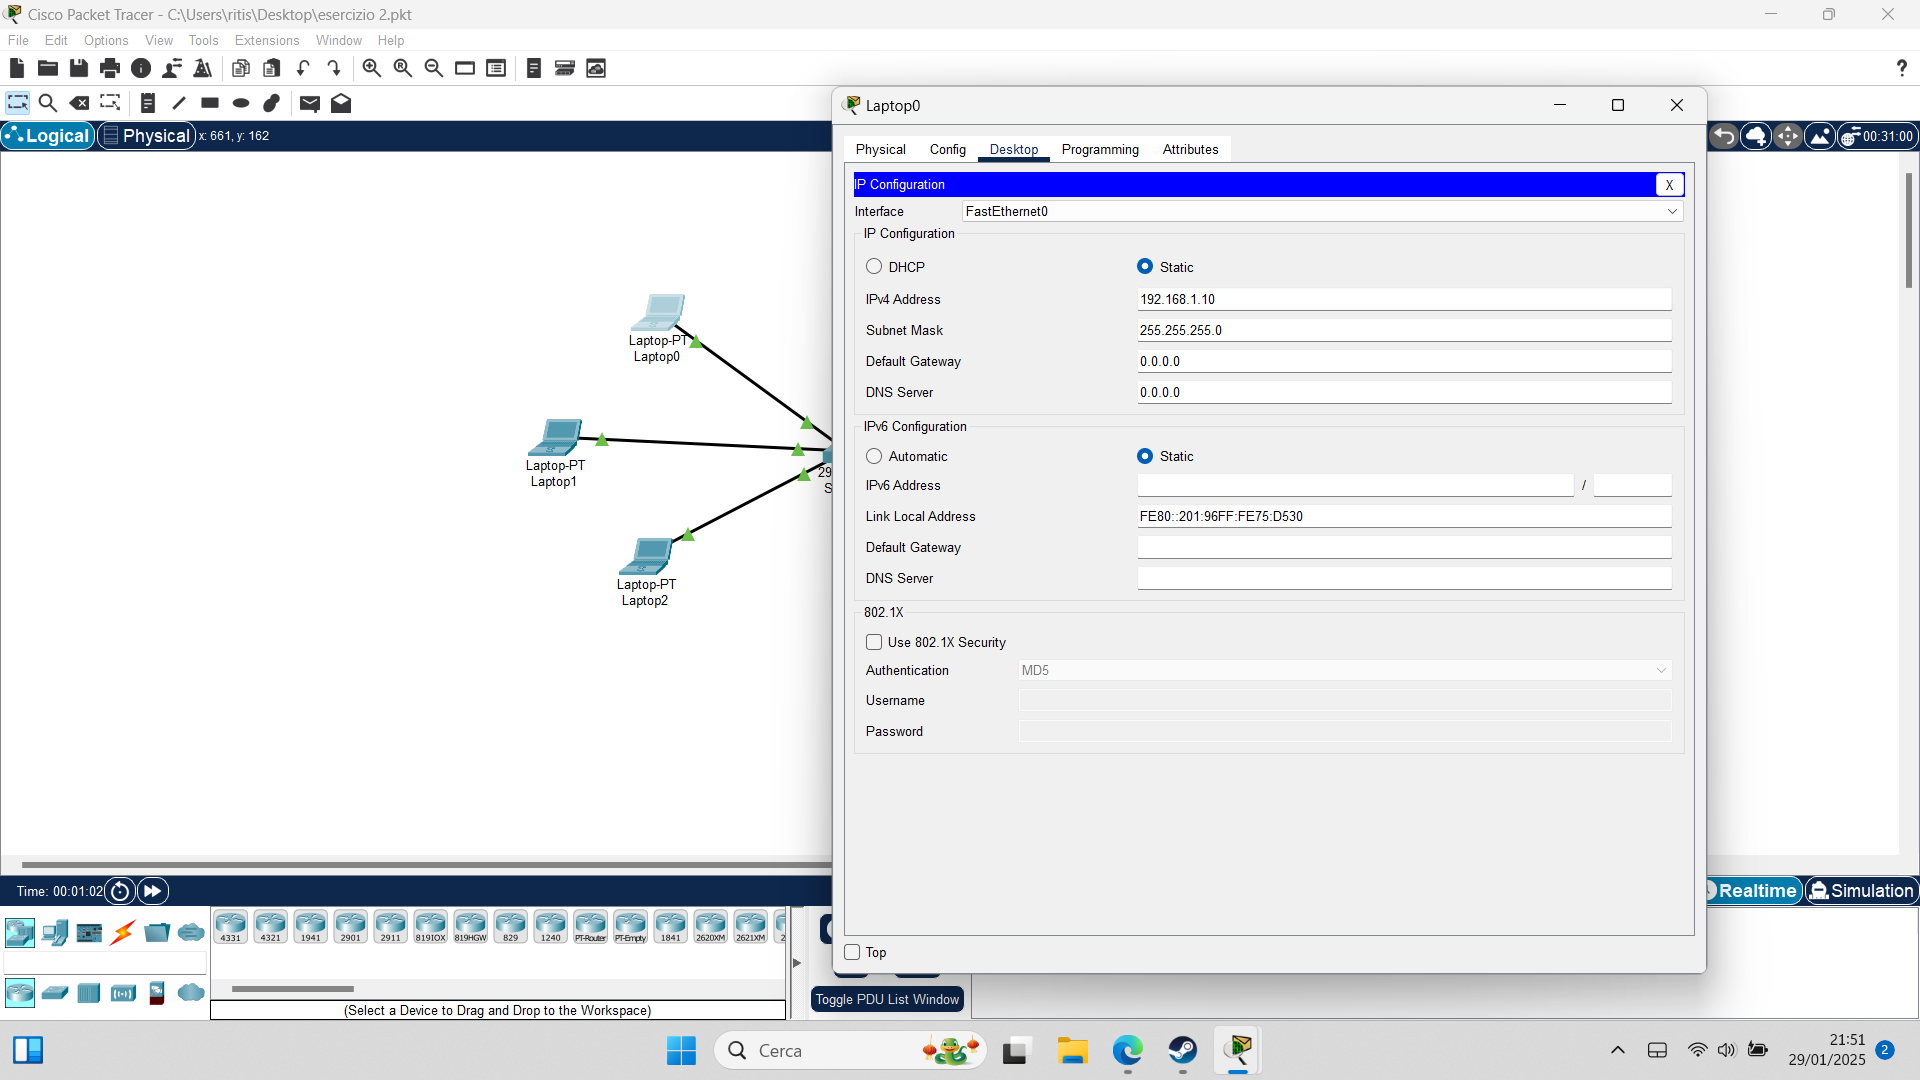 Cisco Packet Tracer - C:\Users\ritis\Desktop\esercizio 2.pkt
File Edit Options View Tools Extensions Window Help
?
Logical Physical x: 661, y: 162
00:31:00
Laptop-PT
Laptop0
Laptop-PT
Laptop1
Laptop-PT
Laptop2
29
S
Laptop0
Physical Config Desktop Programming Attributes
IP Configuration X
Interface FastEthernet0
IP Configuration
DHCP Static
IPv4 Address 192.168.1.10
Subnet Mask 255.255.255.0
Default Gateway 0.0.0.0
DNS Server 0.0.0.0
IPv6 Configuration
Automatic Static
IPv6 Address /
Link Local Address FE80::201:96FF:FE75:D530
Default Gateway
DNS Server
802.1X
Use 802.1X Security
Authentication MD5
Username
Password
Top
Time: 00:01:02
Realtime Simulation
4331 4321 1941 2901 2911 819IOX 819HGW 829 1240 PT-Router PT-Empty 1841 2620XM 2621XM 2
(Select a Device to Drag and Drop to the Workspace)
Toggle PDU List Window
Cerca
21:51
29/01/2025
2